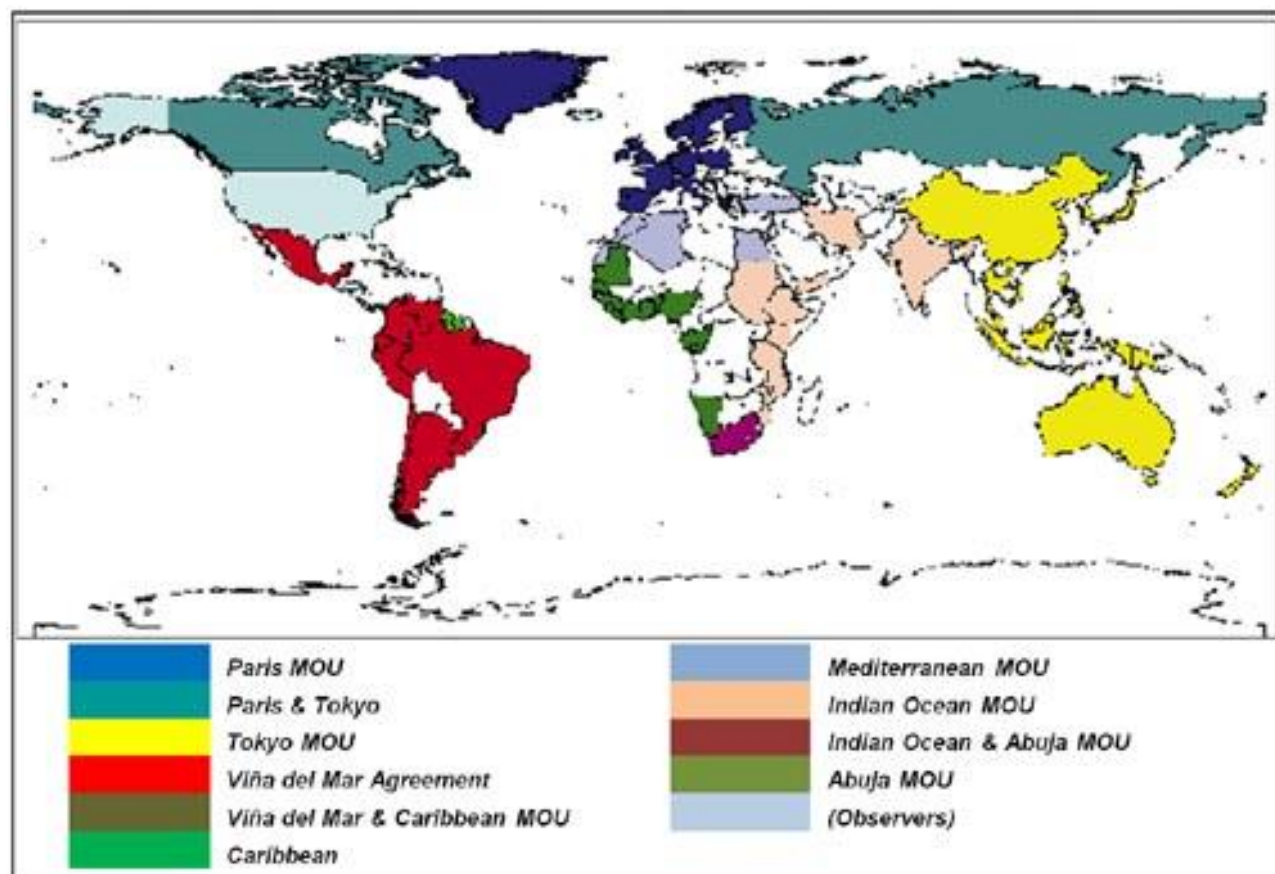 Paris MOU
Paris & Tokyo
Tokyo MOU
Viña del Mar Agreement
Viña del Mar & Caribbean MOU
Caribbean
Mediterranean MOU
Indian Ocean MOU
Indian Ocean & Abuja MOU
Abuja MOU
(Observers)